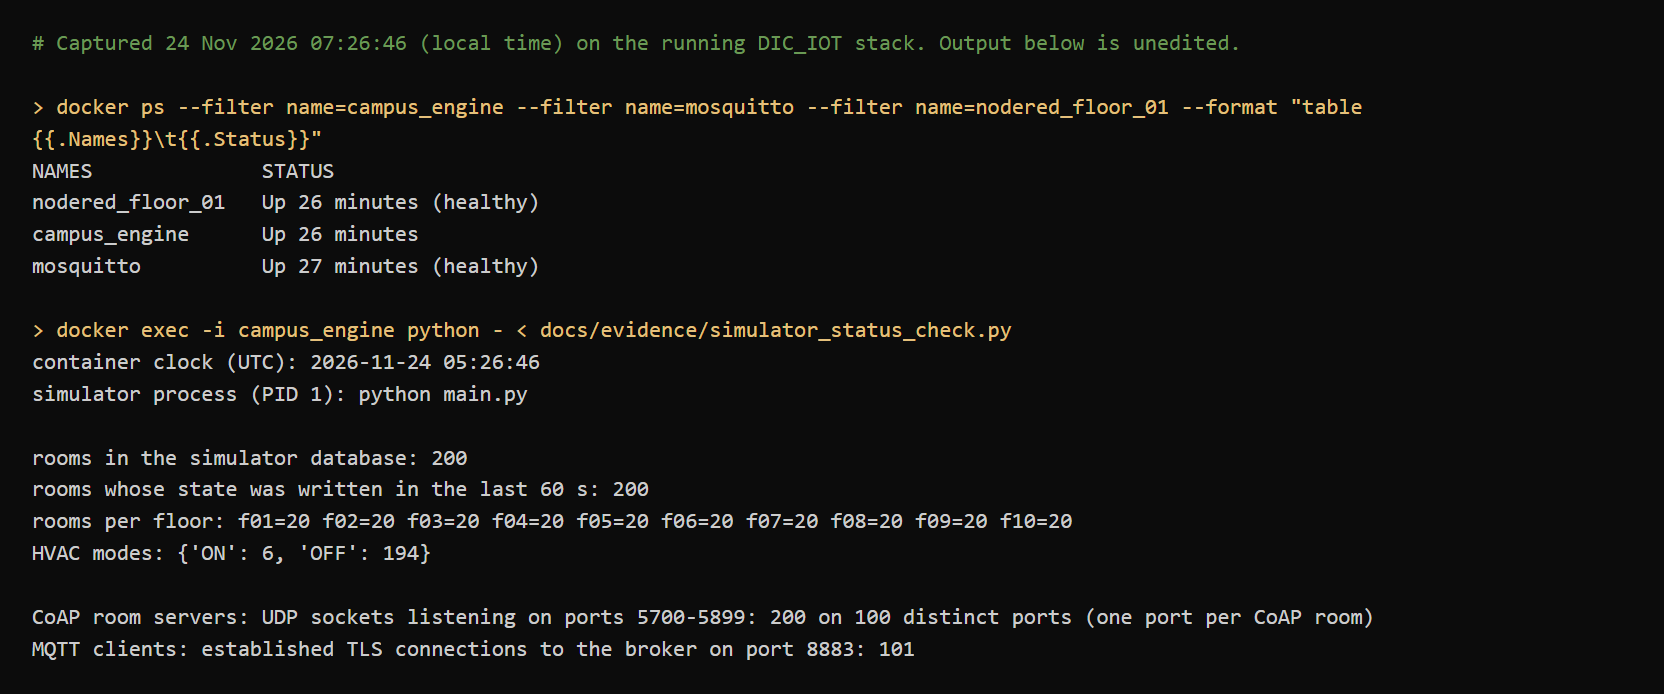 # Captured 24 Nov 2026 07:26:46 (local time) on the running DIC_IOT stack. Output below is unedited.
> docker ps --filter name=campus_engine --filter name=mosquitto --filter name=nodered_floor_01 --format "table
{{.Names}}\t{{.Status}}"
NAMES              STATUS
nodered_floor_01   Up 26 minutes (healthy)
campus_engine      Up 26 minutes
mosquitto          Up 27 minutes (healthy)
> docker exec -i campus_engine python - < docs/evidence/simulator_status_check.py
container clock (UTC): 2026-11-24 05:26:46
simulator process (PID 1): python main.py
rooms in the simulator database: 200
rooms whose state was written in the last 60 s: 200
rooms per floor: f01=20 f02=20 f03=20 f04=20 f05=20 f06=20 f07=20 f08=20 f09=20 f10=20
HVAC modes: {'ON': 6, 'OFF': 194}
CoAP room servers: UDP sockets listening on ports 5700-5899: 200 on 100 distinct ports (one port per CoAP room)
MQTT clients: established TLS connections to the broker on port 8883: 101